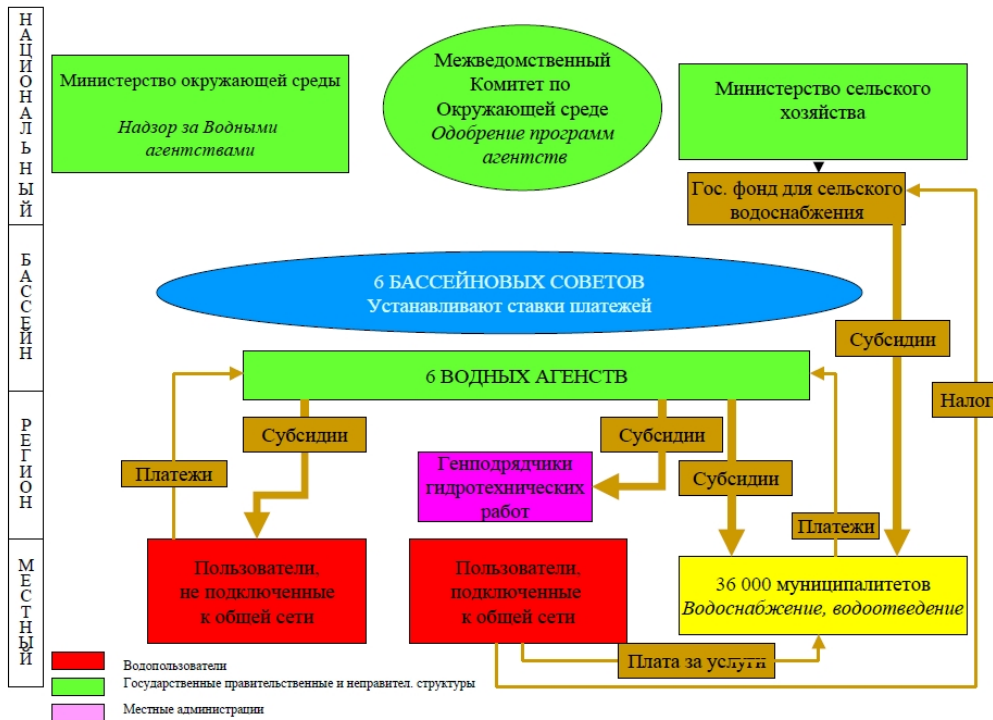 НАЦИОНАЛЬНЫЙ
Министерство окружающей среды
Надзор за Водными
агентствами
Межведомственный
Комитет по
Окружающей среде
Одобрение программ
агентств
Министерство сельского
хозяйства
Гос. фонд для сельского
водоснабжения
БАССЕЙН
6 БАССЕЙНОВЫХ СОВЕТОВ
Устанавливают ставки платежей
Субсидии
6 ВОДНЫХ АГЕНСТВ
Налог
РЕГИОН
Субсидии
Субсидии
Платежи
Генподрядчики
гидротехнических
работ
Субсидии
Платежи
МЕСТНЫЙ
Пользователи,
не подключенные
к общей сети
Пользователи,
подключенные
к общей сети
36 000 муниципалитетов
Водоснабжение, водоотведение
Плата за услуги
Водопользователи
Государственные правительственные и неправител. структуры
Местные администрации